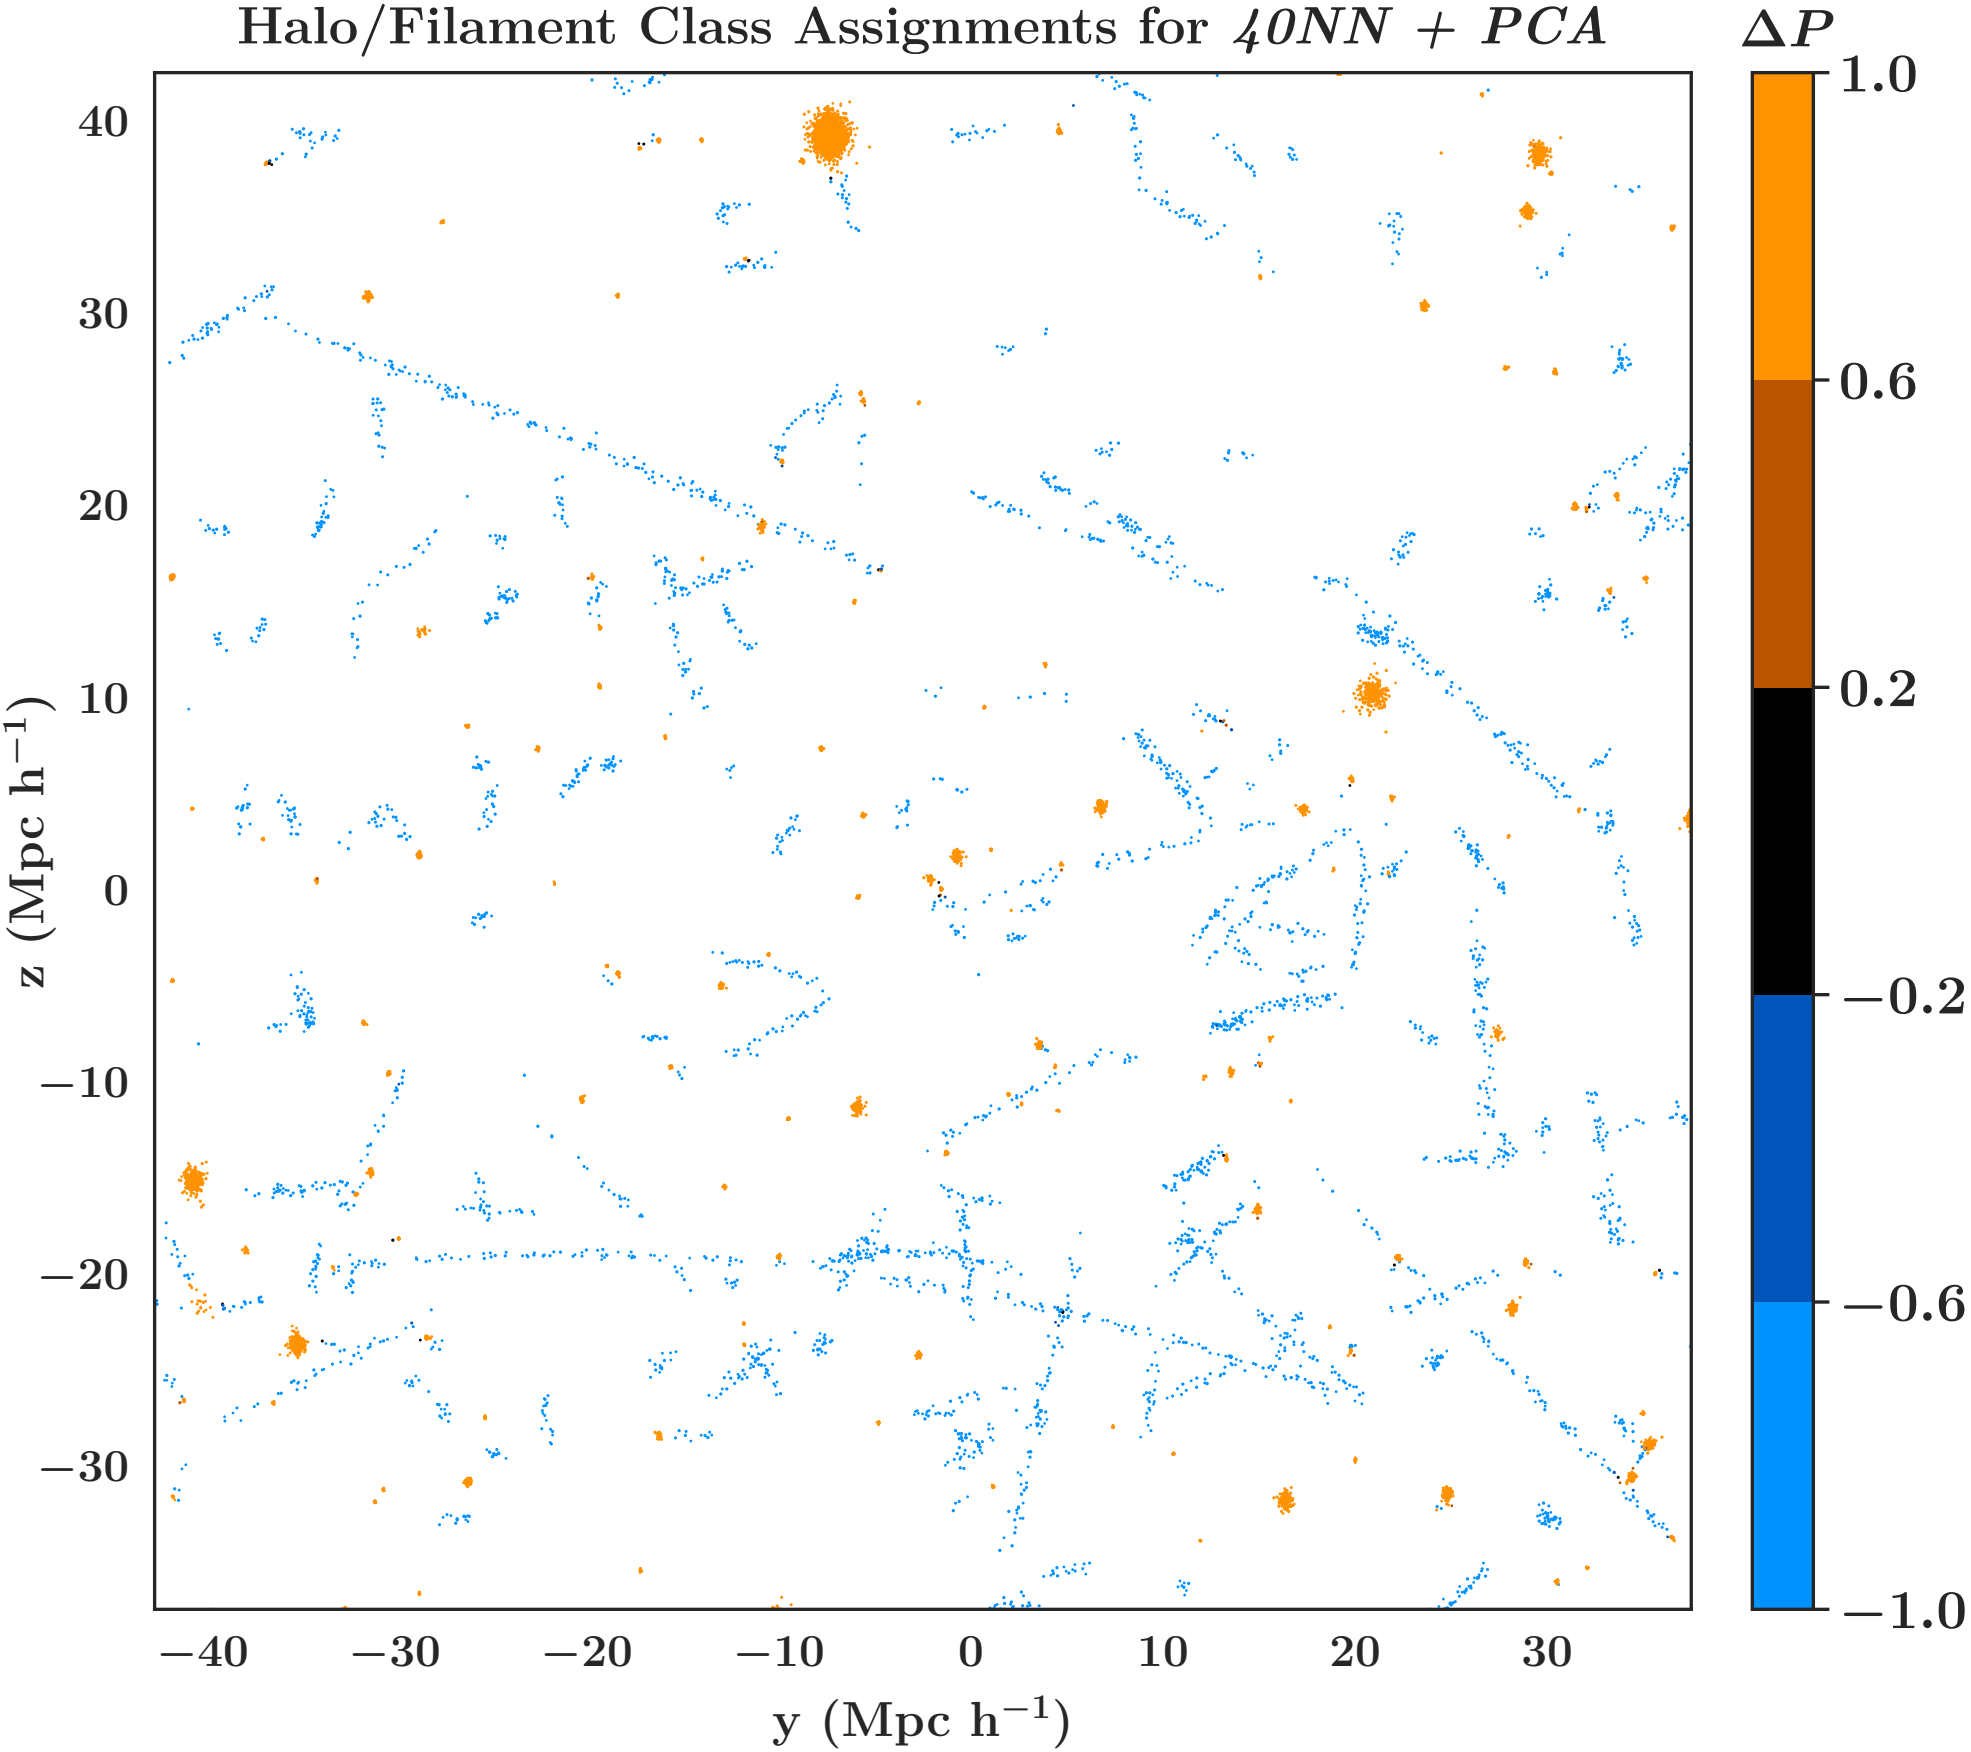 Halo/Filament Class Assignments for 40NN + PCA
ΔP
1.0
0.6
0.2
−0.2
−0.6
−1.0
40
30
20
10
0
−10
−20
−30
z (Mpc h⁻¹)
−40 −30 −20 −10 0 10 20 30
y (Mpc h⁻¹)